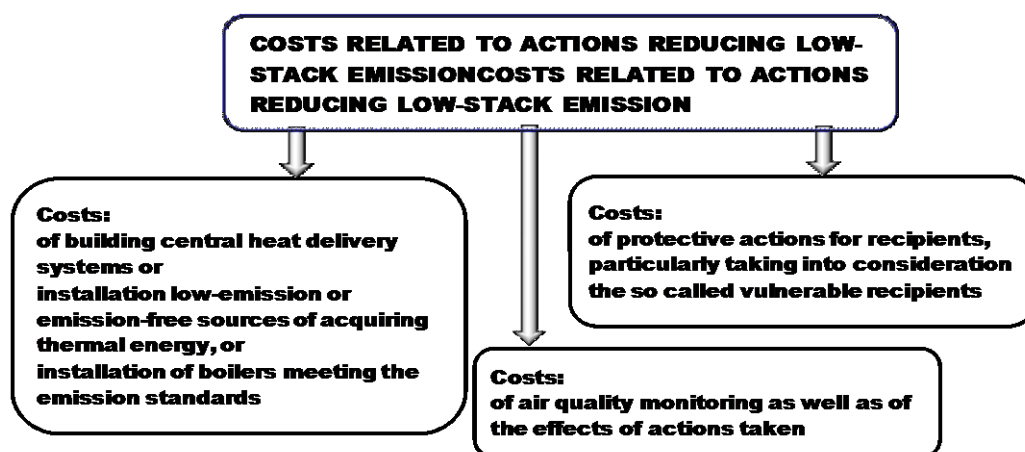 COSTS RELATED TO ACTIONS REDUCING LOW-
STACK EMISSIONCOSTS RELATED TO ACTIONS
REDUCING LOW-STACK EMISSION
Costs:
of building central heat delivery
systems or
installation low-emission or
emission-free sources of acquiring
thermal energy, or
installation of boilers meeting the
emission standards
Costs:
of protective actions for recipients,
particularly taking into consideration
the so called vulnerable recipients
Costs:
of air quality monitoring as well as of
the effects of actions taken